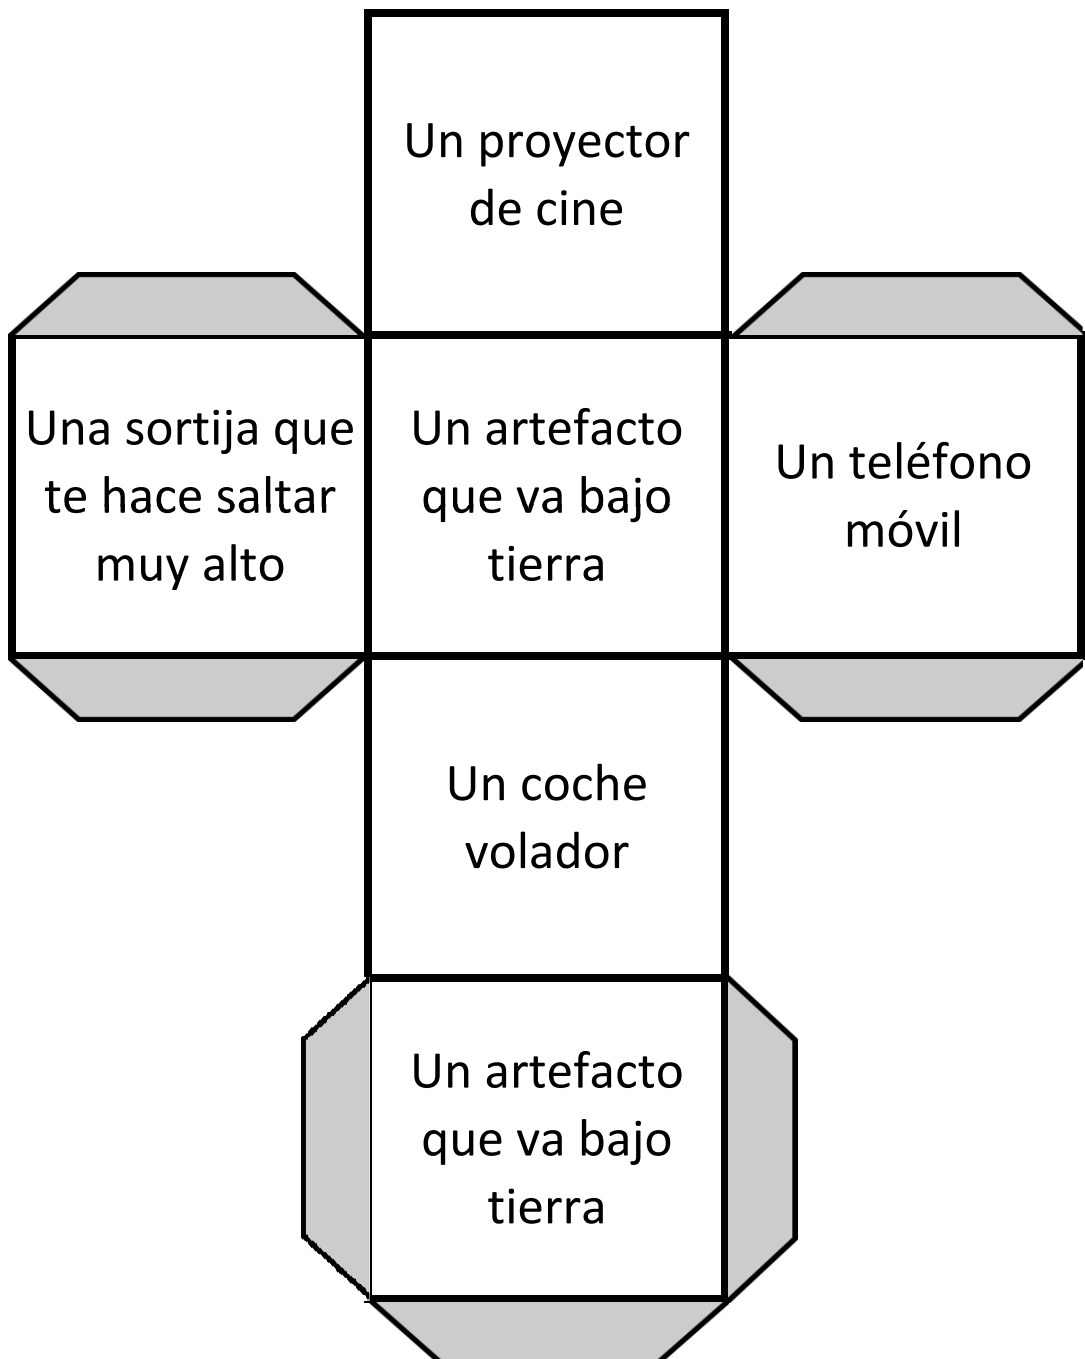 Un proyector
de cine
Una sortija que
te hace saltar
muy alto
Un artefacto
que va bajo
tierra
Un teléfono
móvil
Un coche
volador
Un artefacto
que va bajo
tierra